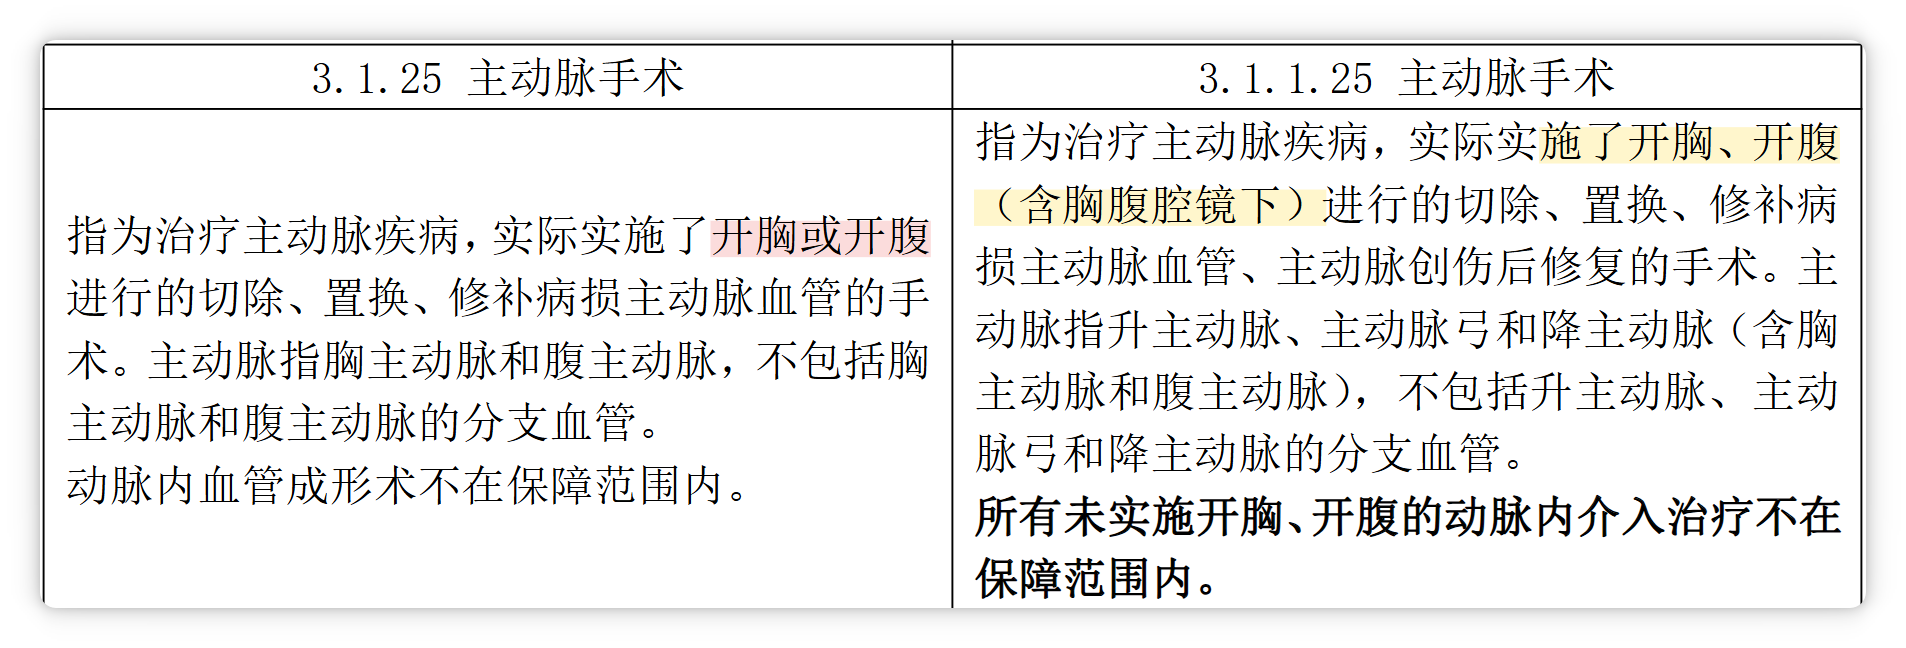 3.1.25 主动脉手术
指为治疗主动脉疾病,实际实施了开胸或开腹
进行的切除、置换、修补病损主动脉血管的手
术。主动脉指胸主动脉和腹主动脉，不包括胸
主动脉和腹主动脉的分支血管。
动脉内血管成形术不在保障范围内。
3.1.1.25 主动脉手术
指为治疗主动脉疾病，实际实施了开胸、开腹
（含胸腹腔镜下）进行的切除、置换、修补病
损主动脉血管、主动脉创伤后修复的手术。主
动脉指升主动脉、主动脉弓和降主动脉（含胸
主动脉和腹主动脉），不包括升主动脉、主动
脉弓和降主动脉的分支血管。
所有未实施开胸、开腹的动脉内介入治疗不在
保障范围内。